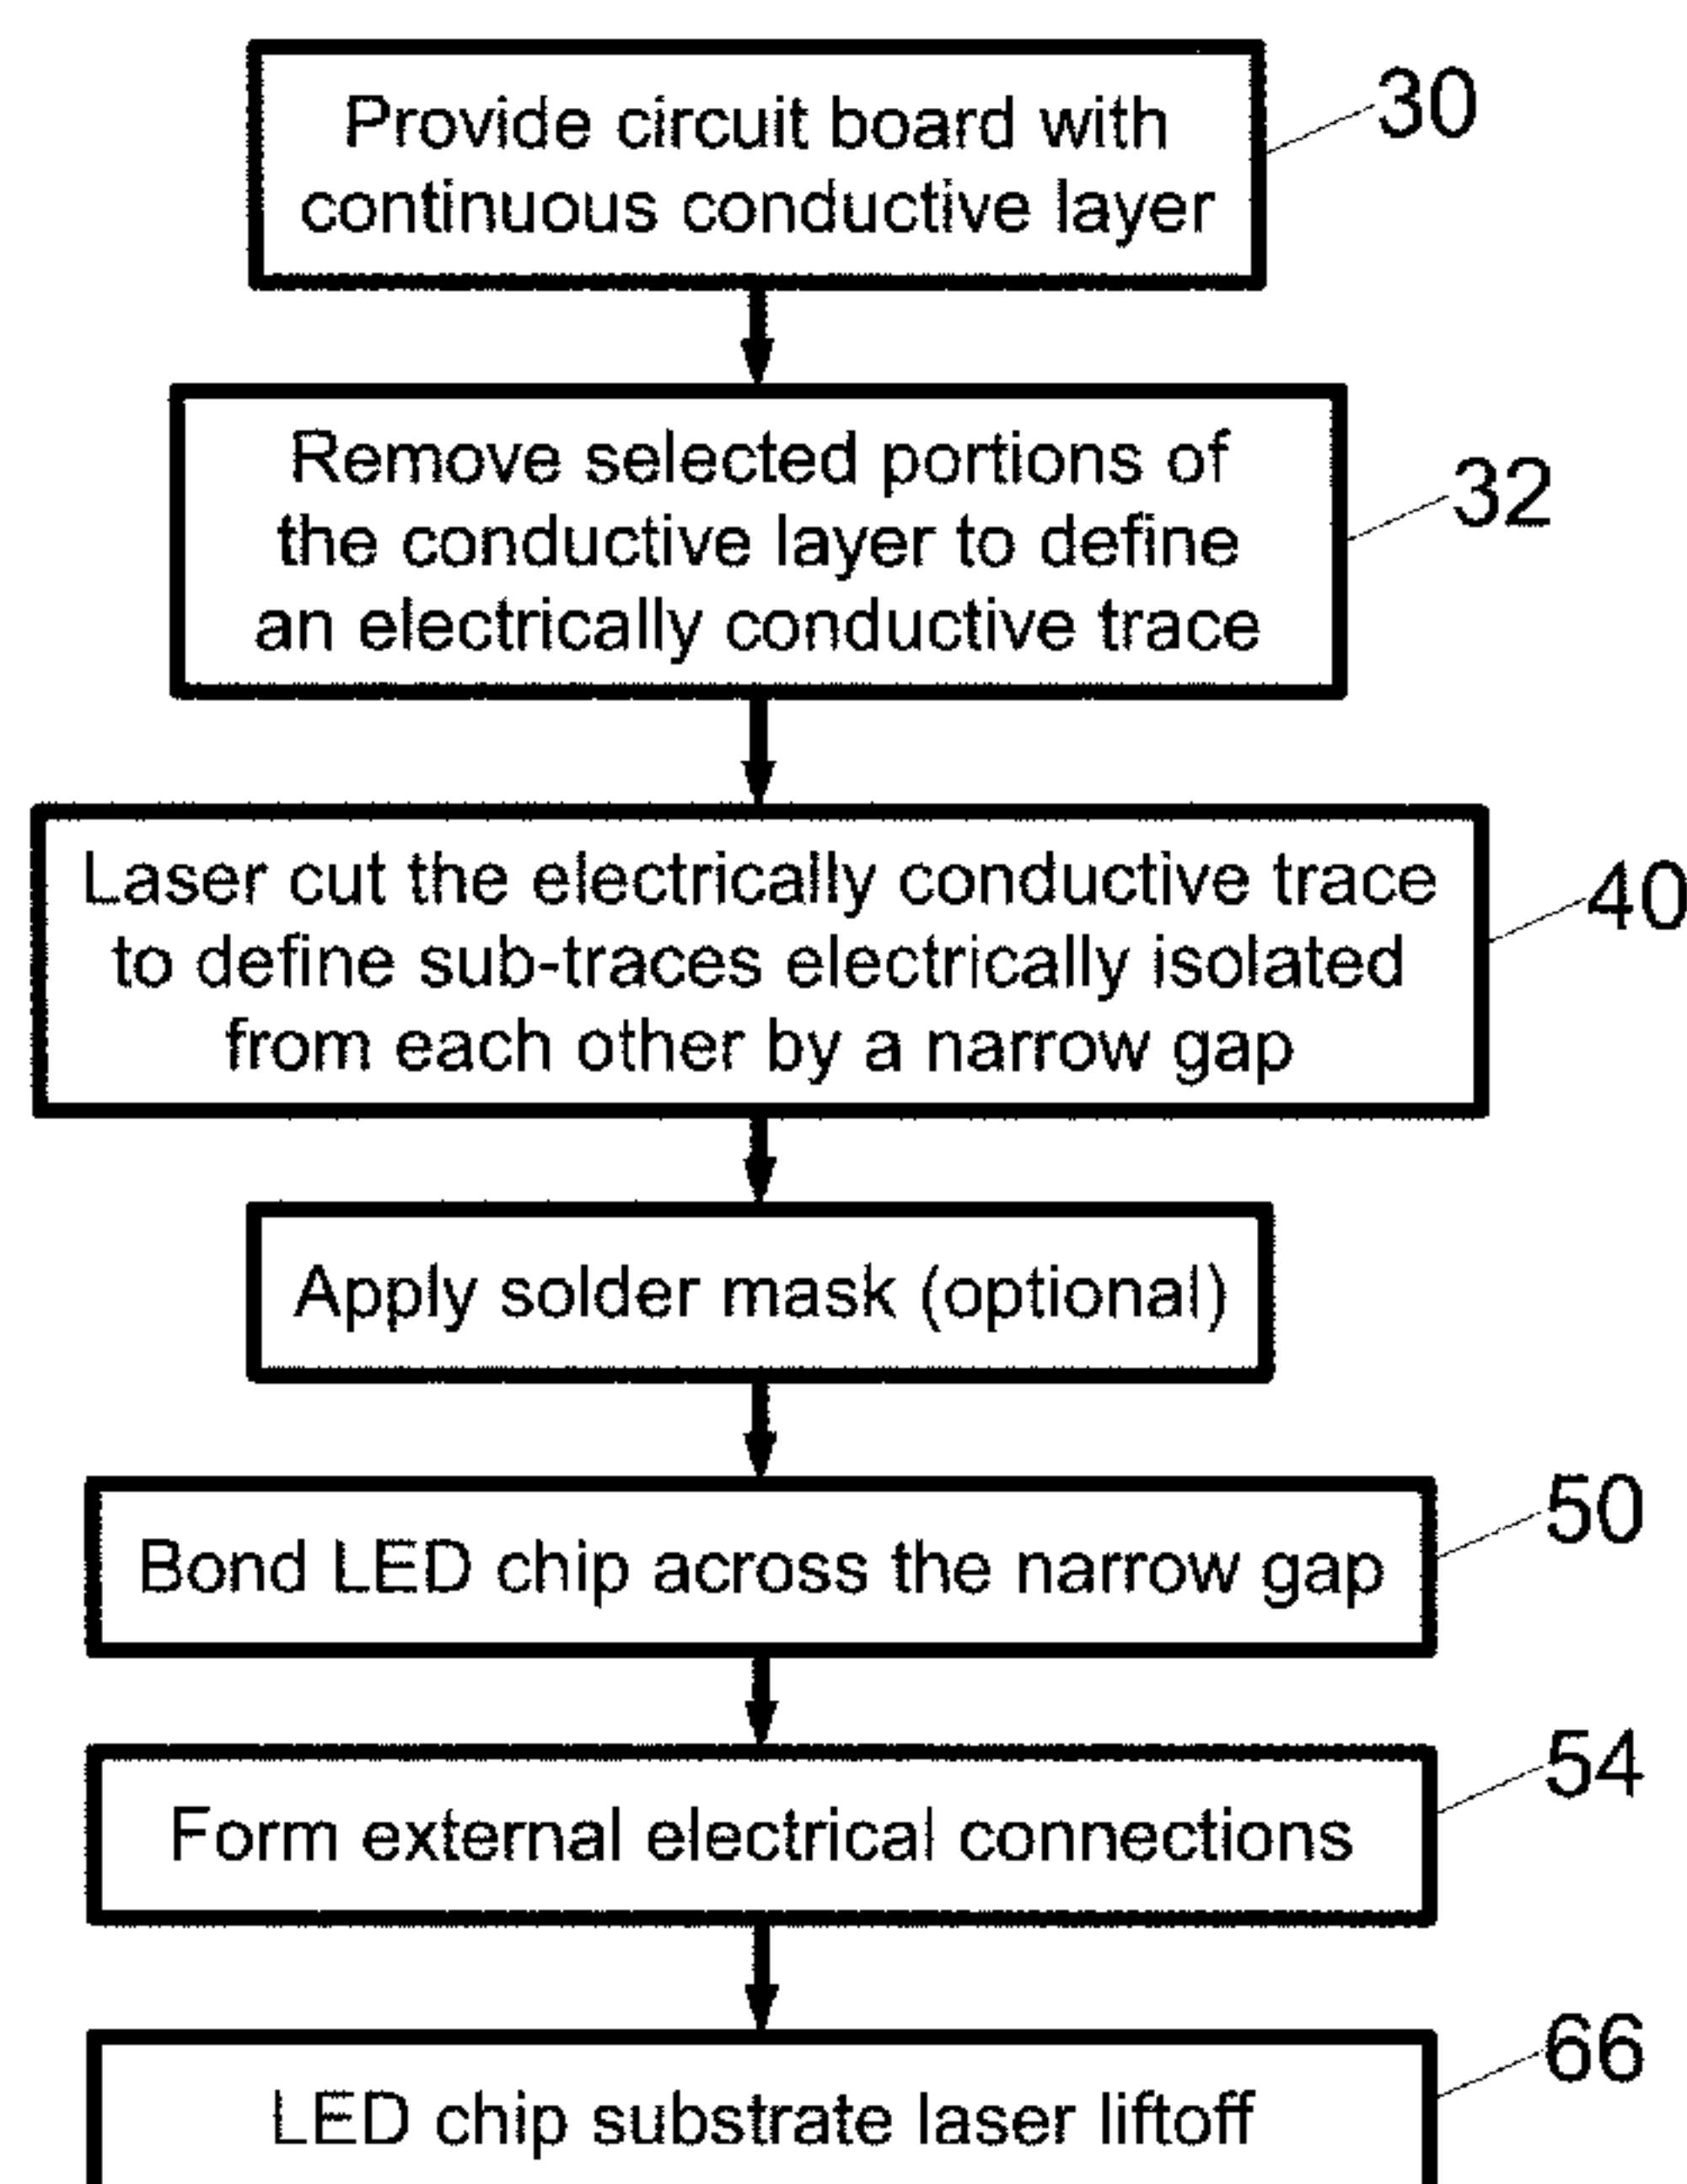 Provide circuit board with
continuous conductive layer
30
Remove selected portions of
the conductive layer to define
an electrically conductive trace
32
Laser cut the electrically conductive trace
to define sub-traces electrically isolated
from each other by a narrow gap
40
Apply solder mask (optional)
Bond LED chip across the narrow gap
50
Form external electrical connections
54
LED chip substrate laser liftoff
66